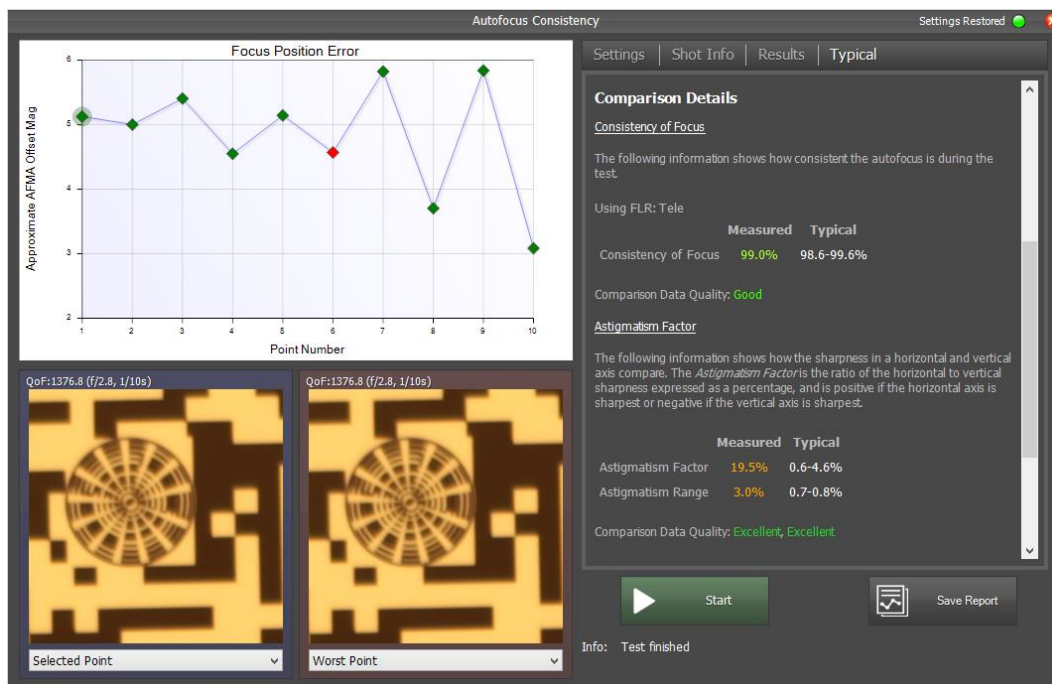 Autofocus Consistency
Settings Restored
Focus Position Error
Approximate AFMA Offset Mag
6
5
4
3
2
1 2 3 4 5 6 7 8 9 10
Point Number
QoF:1376.8 (f/2.8, 1/10s)
Selected Point
QoF:1376.8 (f/2.8, 1/10s)
Worst Point
Settings Shot Info Results Typical
Comparison Details
Consistency of Focus
The following information shows how consistent the autofocus is during the
test.
Using FLR: Tele
Measured Typical
Consistency of Focus 99.0% 98.6-99.6%
Comparison Data Quality: Good
Astigmatism Factor
The following information shows how the sharpness in a horizontal and vertical
axis compare. The Astigmatism Factor is the ratio of the horizontal to vertical
sharpness expressed as a percentage, and is positive if the horizontal axis is
sharpest or negative if the vertical axis is sharpest.
Measured Typical
Astigmatism Factor 19.5% 0.6-4.6%
Astigmatism Range 3.0% 0.7-0.8%
Comparison Data Quality: Excellent, Excellent
Start
Save Report
Info: Test finished